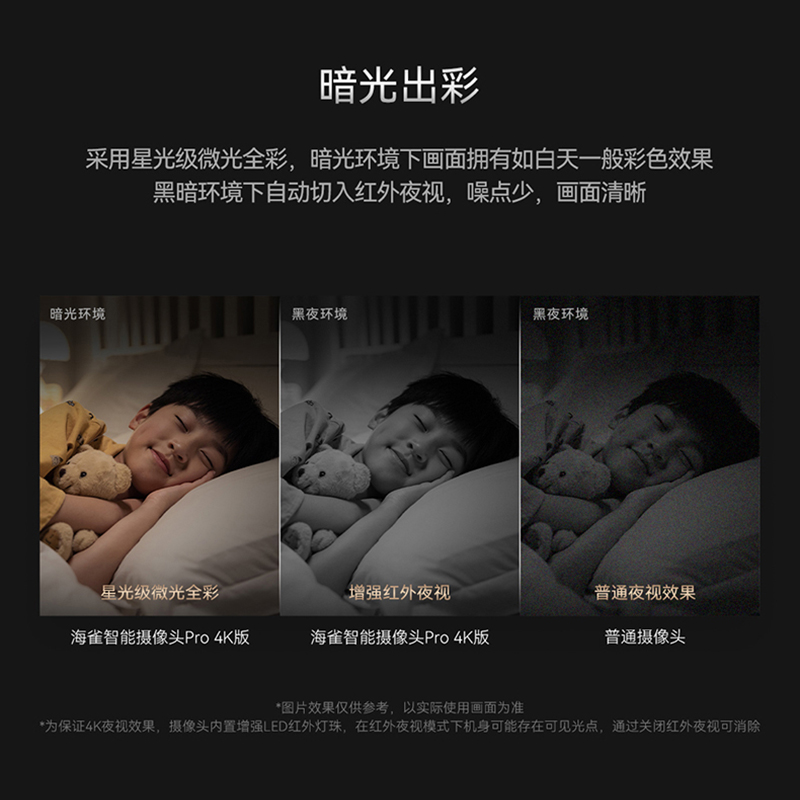 暗光出彩
采用星光级微光全彩，暗光环境下画面拥有如白天一般彩色效果
黑暗环境下自动切入红外夜视，噪点少，画面清晰
暗光环境
黑夜环境
黑夜环境
星光级微光全彩
增强红外夜视
普通夜视效果
海雀智能摄像头Pro 4K版
海雀智能摄像头Pro 4K版
普通摄像头
*图片效果仅供参考，以实际使用画面为准
*为保证4K夜视效果，摄像头内置增强LED红外灯珠，在红外夜视模式下机身可能存在可见光点，通过关闭红外夜视可消除